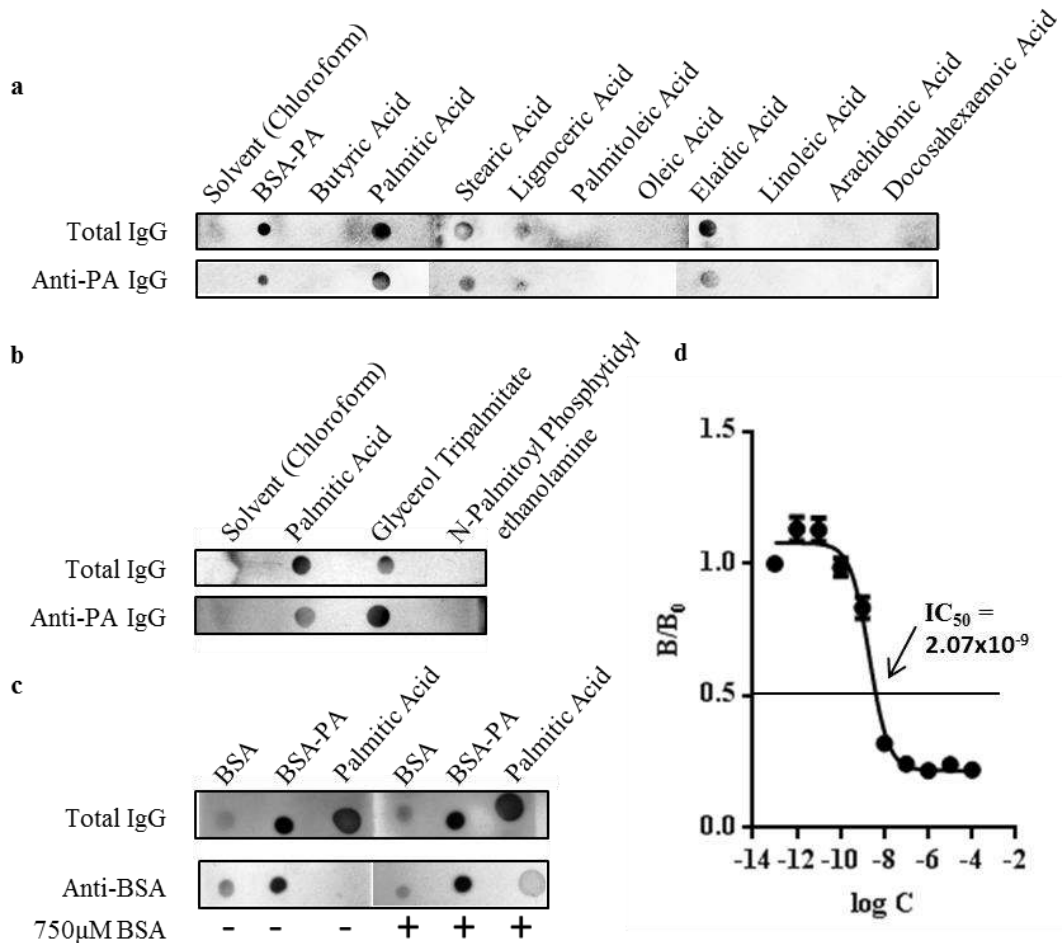 a
Solvent (Chloroform)
BSA-PA
Butyric Acid
Palmitic Acid
Stearic Acid
Lignoceric Acid
Palmitoleic Acid
Oleic Acid
Elaidic Acid
Linoleic Acid
Arachidonic Acid
Docosahexaenoic Acid
Total IgG
Anti-PA IgG
b
Solvent (Chloroform)
Palmitic Acid
Glycerol Tripalmitate
N-Palmitoyl Phosphytidyl
ethanolamine
Total IgG
Anti-PA IgG
c
BSA
BSA-PA
Palmitic Acid
BSA
BSA-PA
Palmitic Acid
Total IgG
Anti-BSA
750µM BSA - - - + + +
d
1.5
1.0
0.5
0.0
B/B₀
IC₅₀ =
2.07x10⁻⁹
-14 -12 -10 -8 -6 -4 -2
log C